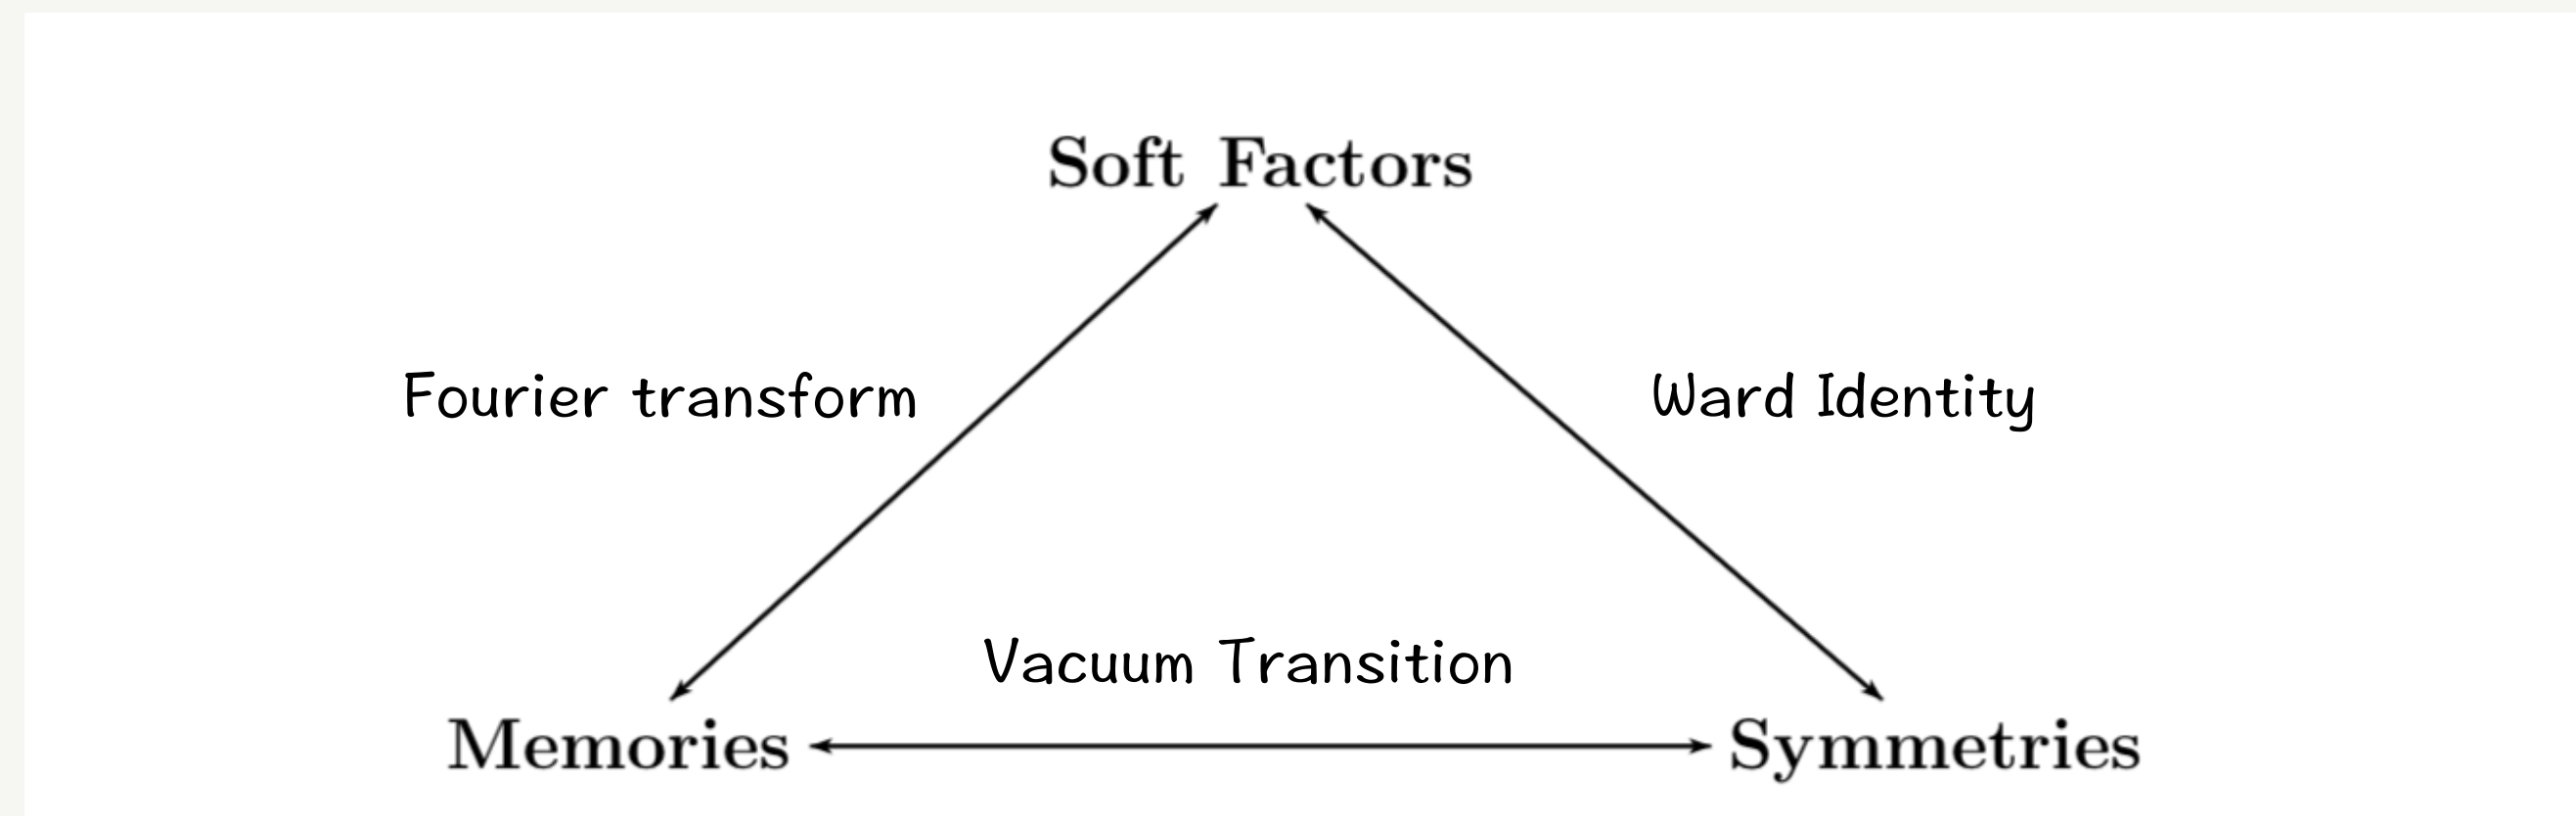 Soft Factors
Fourier transform
Ward Identity
Vacuum Transition
Memories
Symmetries